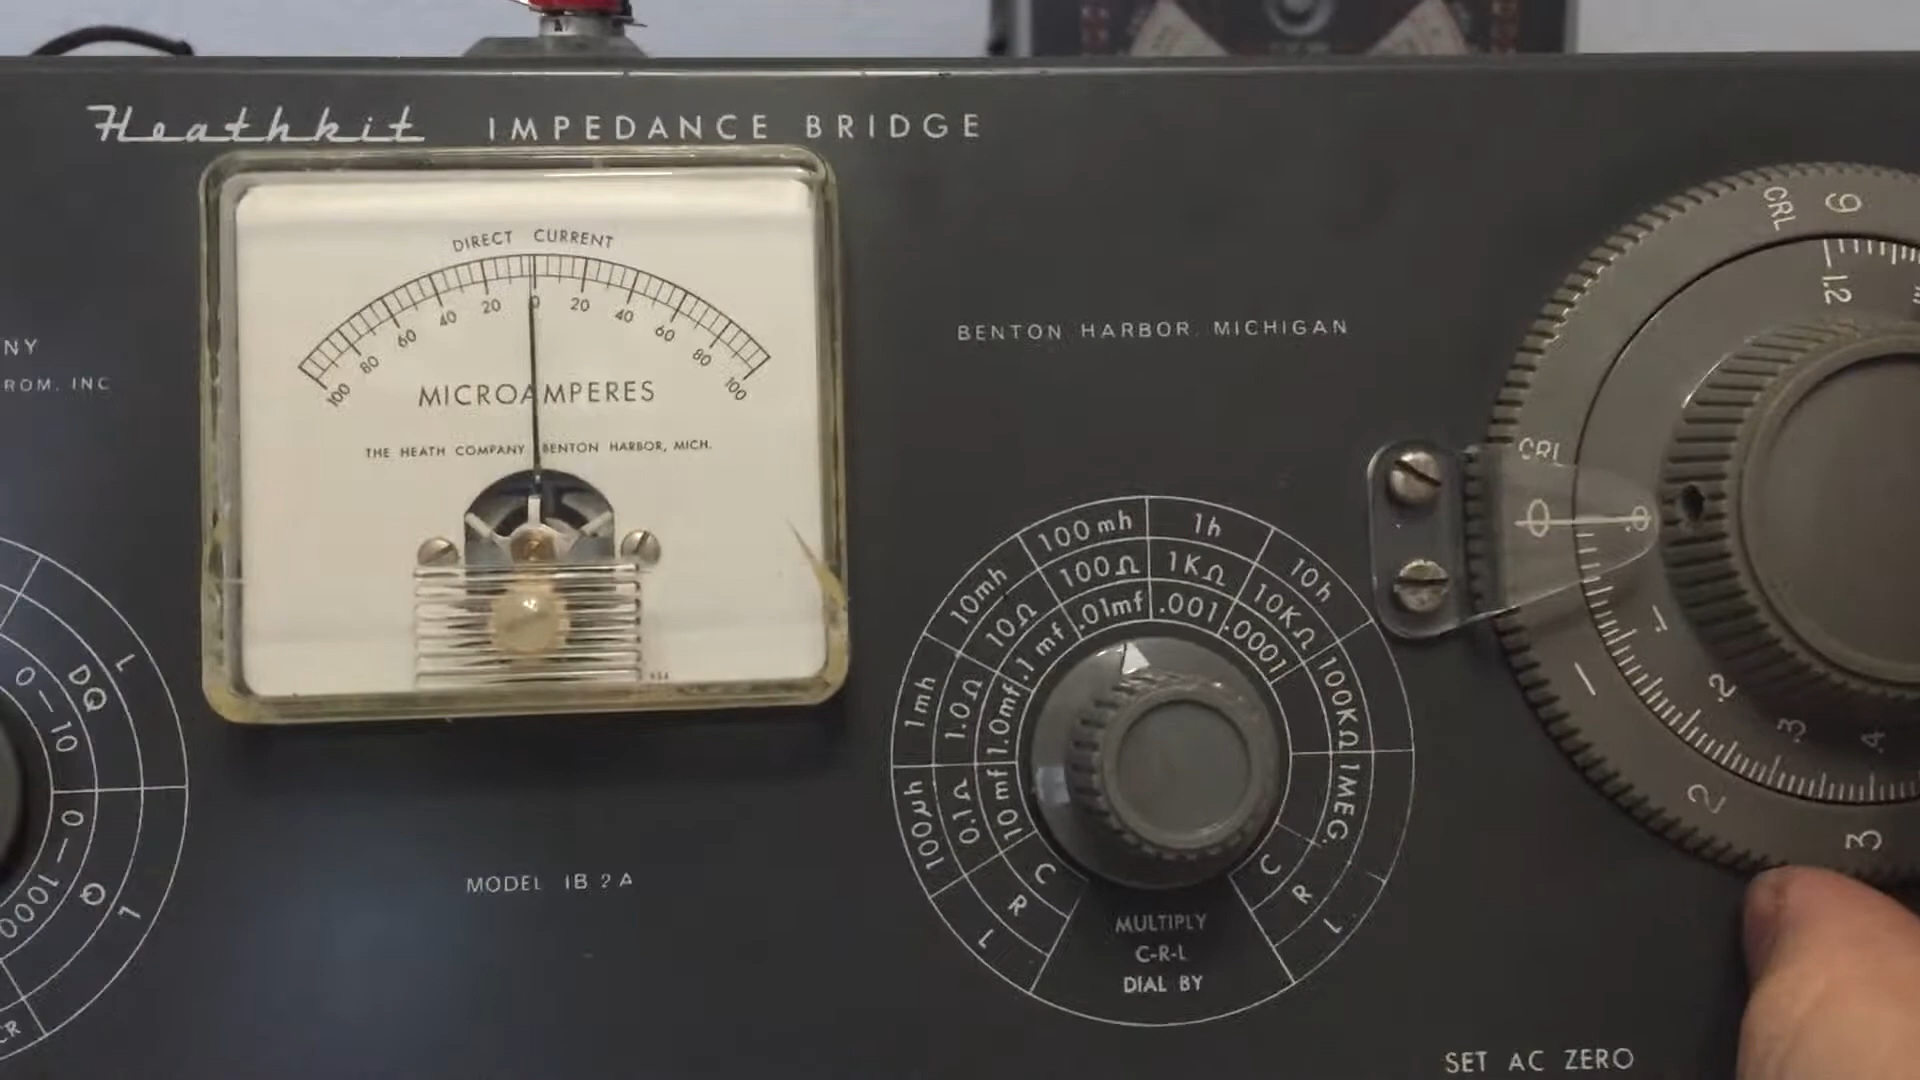 Heathkit IMPEDANCE BRIDGE
DIRECT CURRENT
100 80 60 40 20 0 20 40 60 80 100
MICROAMPERES
THE HEATH COMPANY BENTON HARBOR, MICH.
BENTON HARBOR, MICHIGAN
NY
ROM, INC
L
DQ
0—10
0—1000
Q
L
MODEL IB 2A
100μh 1mh 10mh 100mh 1h 10h
0.1Ω 1.0Ω 10Ω 100Ω 1KΩ 10KΩ 100KΩ 1MEG.
10mf 1.0mf .1mf .01mf .001 .0001
C
R
L
C
R
L
MULTIPLY
C-R-L
DIAL BY
CRL
9
1.2
CRL
0 0
1
2
3
.1
.2
.3
.4
SET AC ZERO